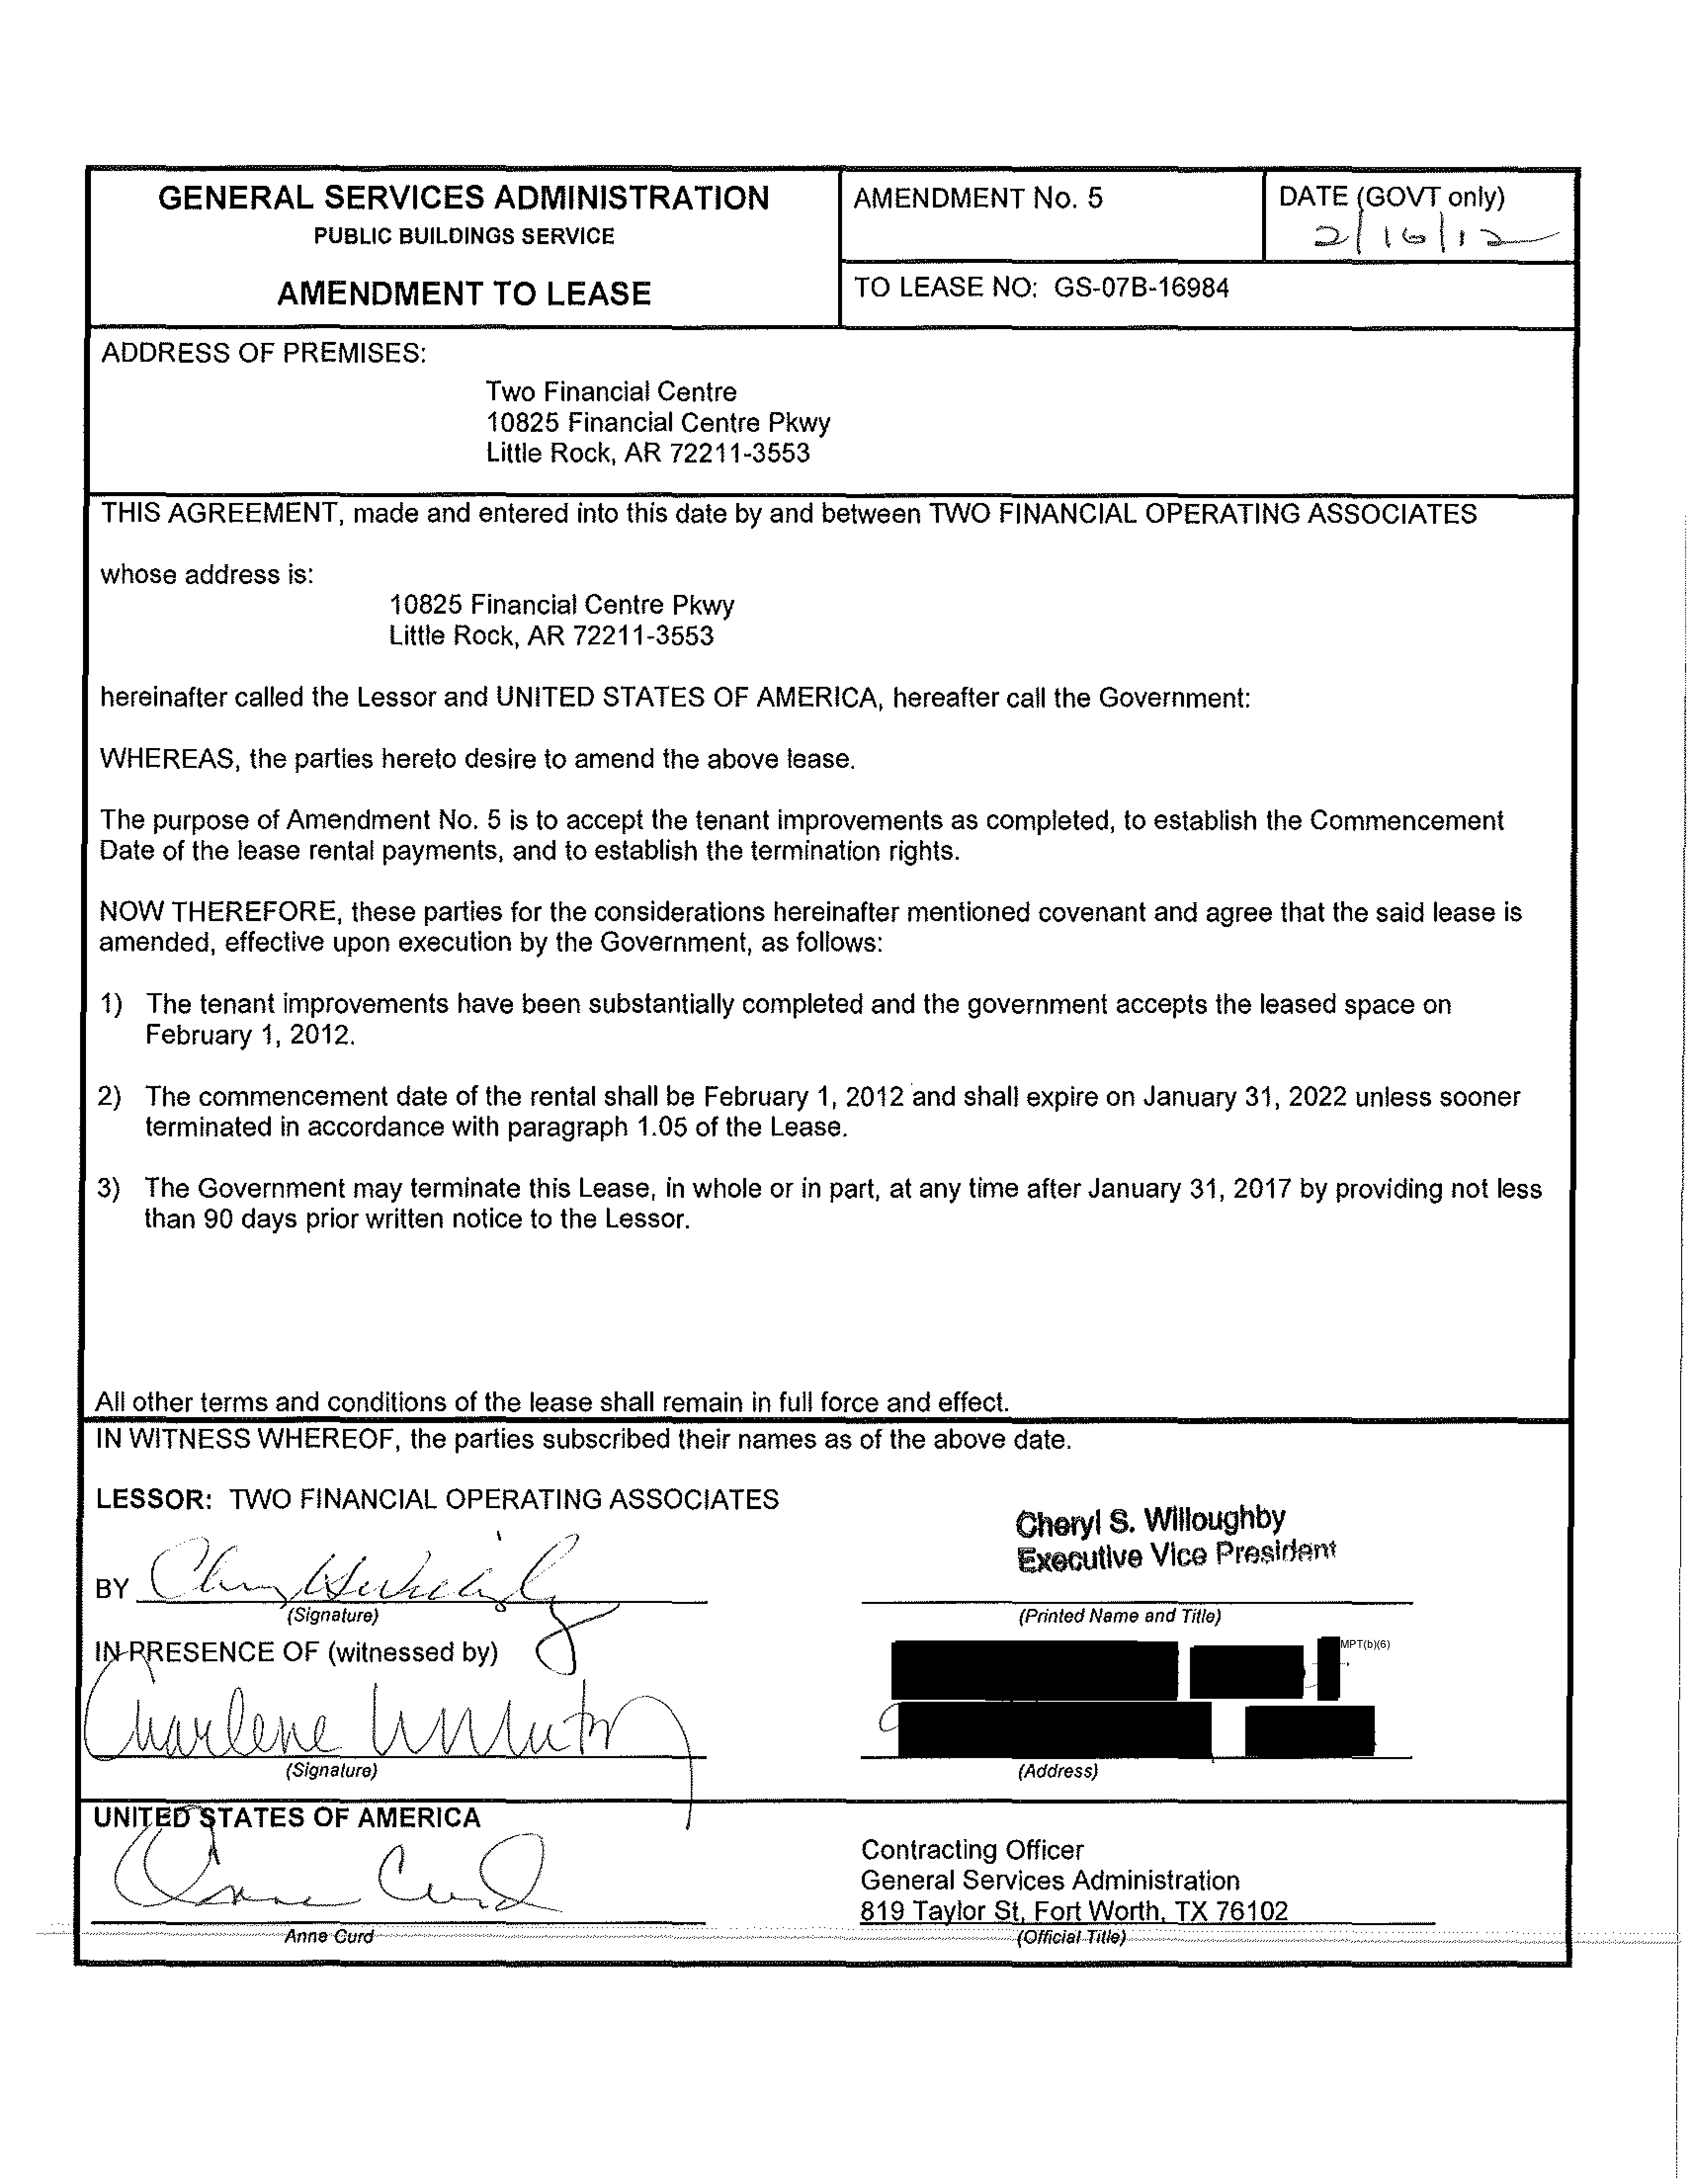 GENERAL SERVICES ADMINISTRATION
PUBLIC BUILDINGS SERVICE
AMENDMENT TO LEASE
AMENDMENT No. 5
DATE (GOVT only)
2/16/12
TO LEASE NO: GS-07B-16984
ADDRESS OF PREMISES:
Two Financial Centre
10825 Financial Centre Pkwy
Little Rock, AR 72211-3553
THIS AGREEMENT, made and entered into this date by and between TWO FINANCIAL OPERATING ASSOCIATES
whose address is:
10825 Financial Centre Pkwy
Little Rock, AR 72211-3553
hereinafter called the Lessor and UNITED STATES OF AMERICA, hereafter call the Government:
WHEREAS, the parties hereto desire to amend the above lease.
The purpose of Amendment No. 5 is to accept the tenant improvements as completed, to establish the Commencement
Date of the lease rental payments, and to establish the termination rights.
NOW THEREFORE, these parties for the considerations hereinafter mentioned covenant and agree that the said lease is
amended, effective upon execution by the Government, as follows:
1) The tenant improvements have been substantially completed and the government accepts the leased space on
February 1, 2012.
2) The commencement date of the rental shall be February 1, 2012 and shall expire on January 31, 2022 unless sooner
terminated in accordance with paragraph 1.05 of the Lease.
3) The Government may terminate this Lease, in whole or in part, at any time after January 31, 2017 by providing not less
than 90 days prior written notice to the Lessor.
All other terms and conditions of the lease shall remain in full force and effect.
IN WITNESS WHEREOF, the parties subscribed their names as of the above date.
LESSOR: TWO FINANCIAL OPERATING ASSOCIATES
Cheryl S. Willoughby
Executive Vice President
BY
(Signature)
(Printed Name and Title)
IN PRESENCE OF (witnessed by)
MPT(b)(6)
Charlene
(Signature)
(Address)
UNITED STATES OF AMERICA
Anne Curd
Contracting Officer
General Services Administration
819 Taylor St, Fort Worth, TX 76102
Anne Curd
(Official Title)